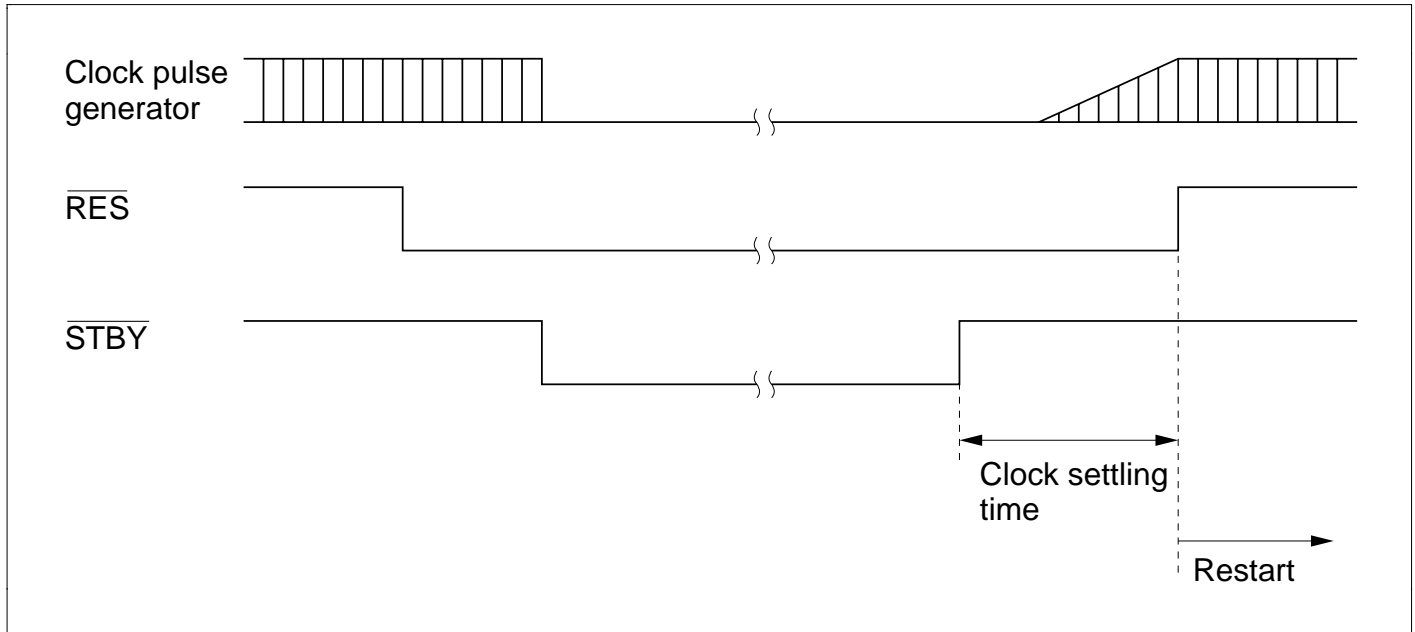 Clock pulse
generator
RES
STBY
Clock settling
time
Restart